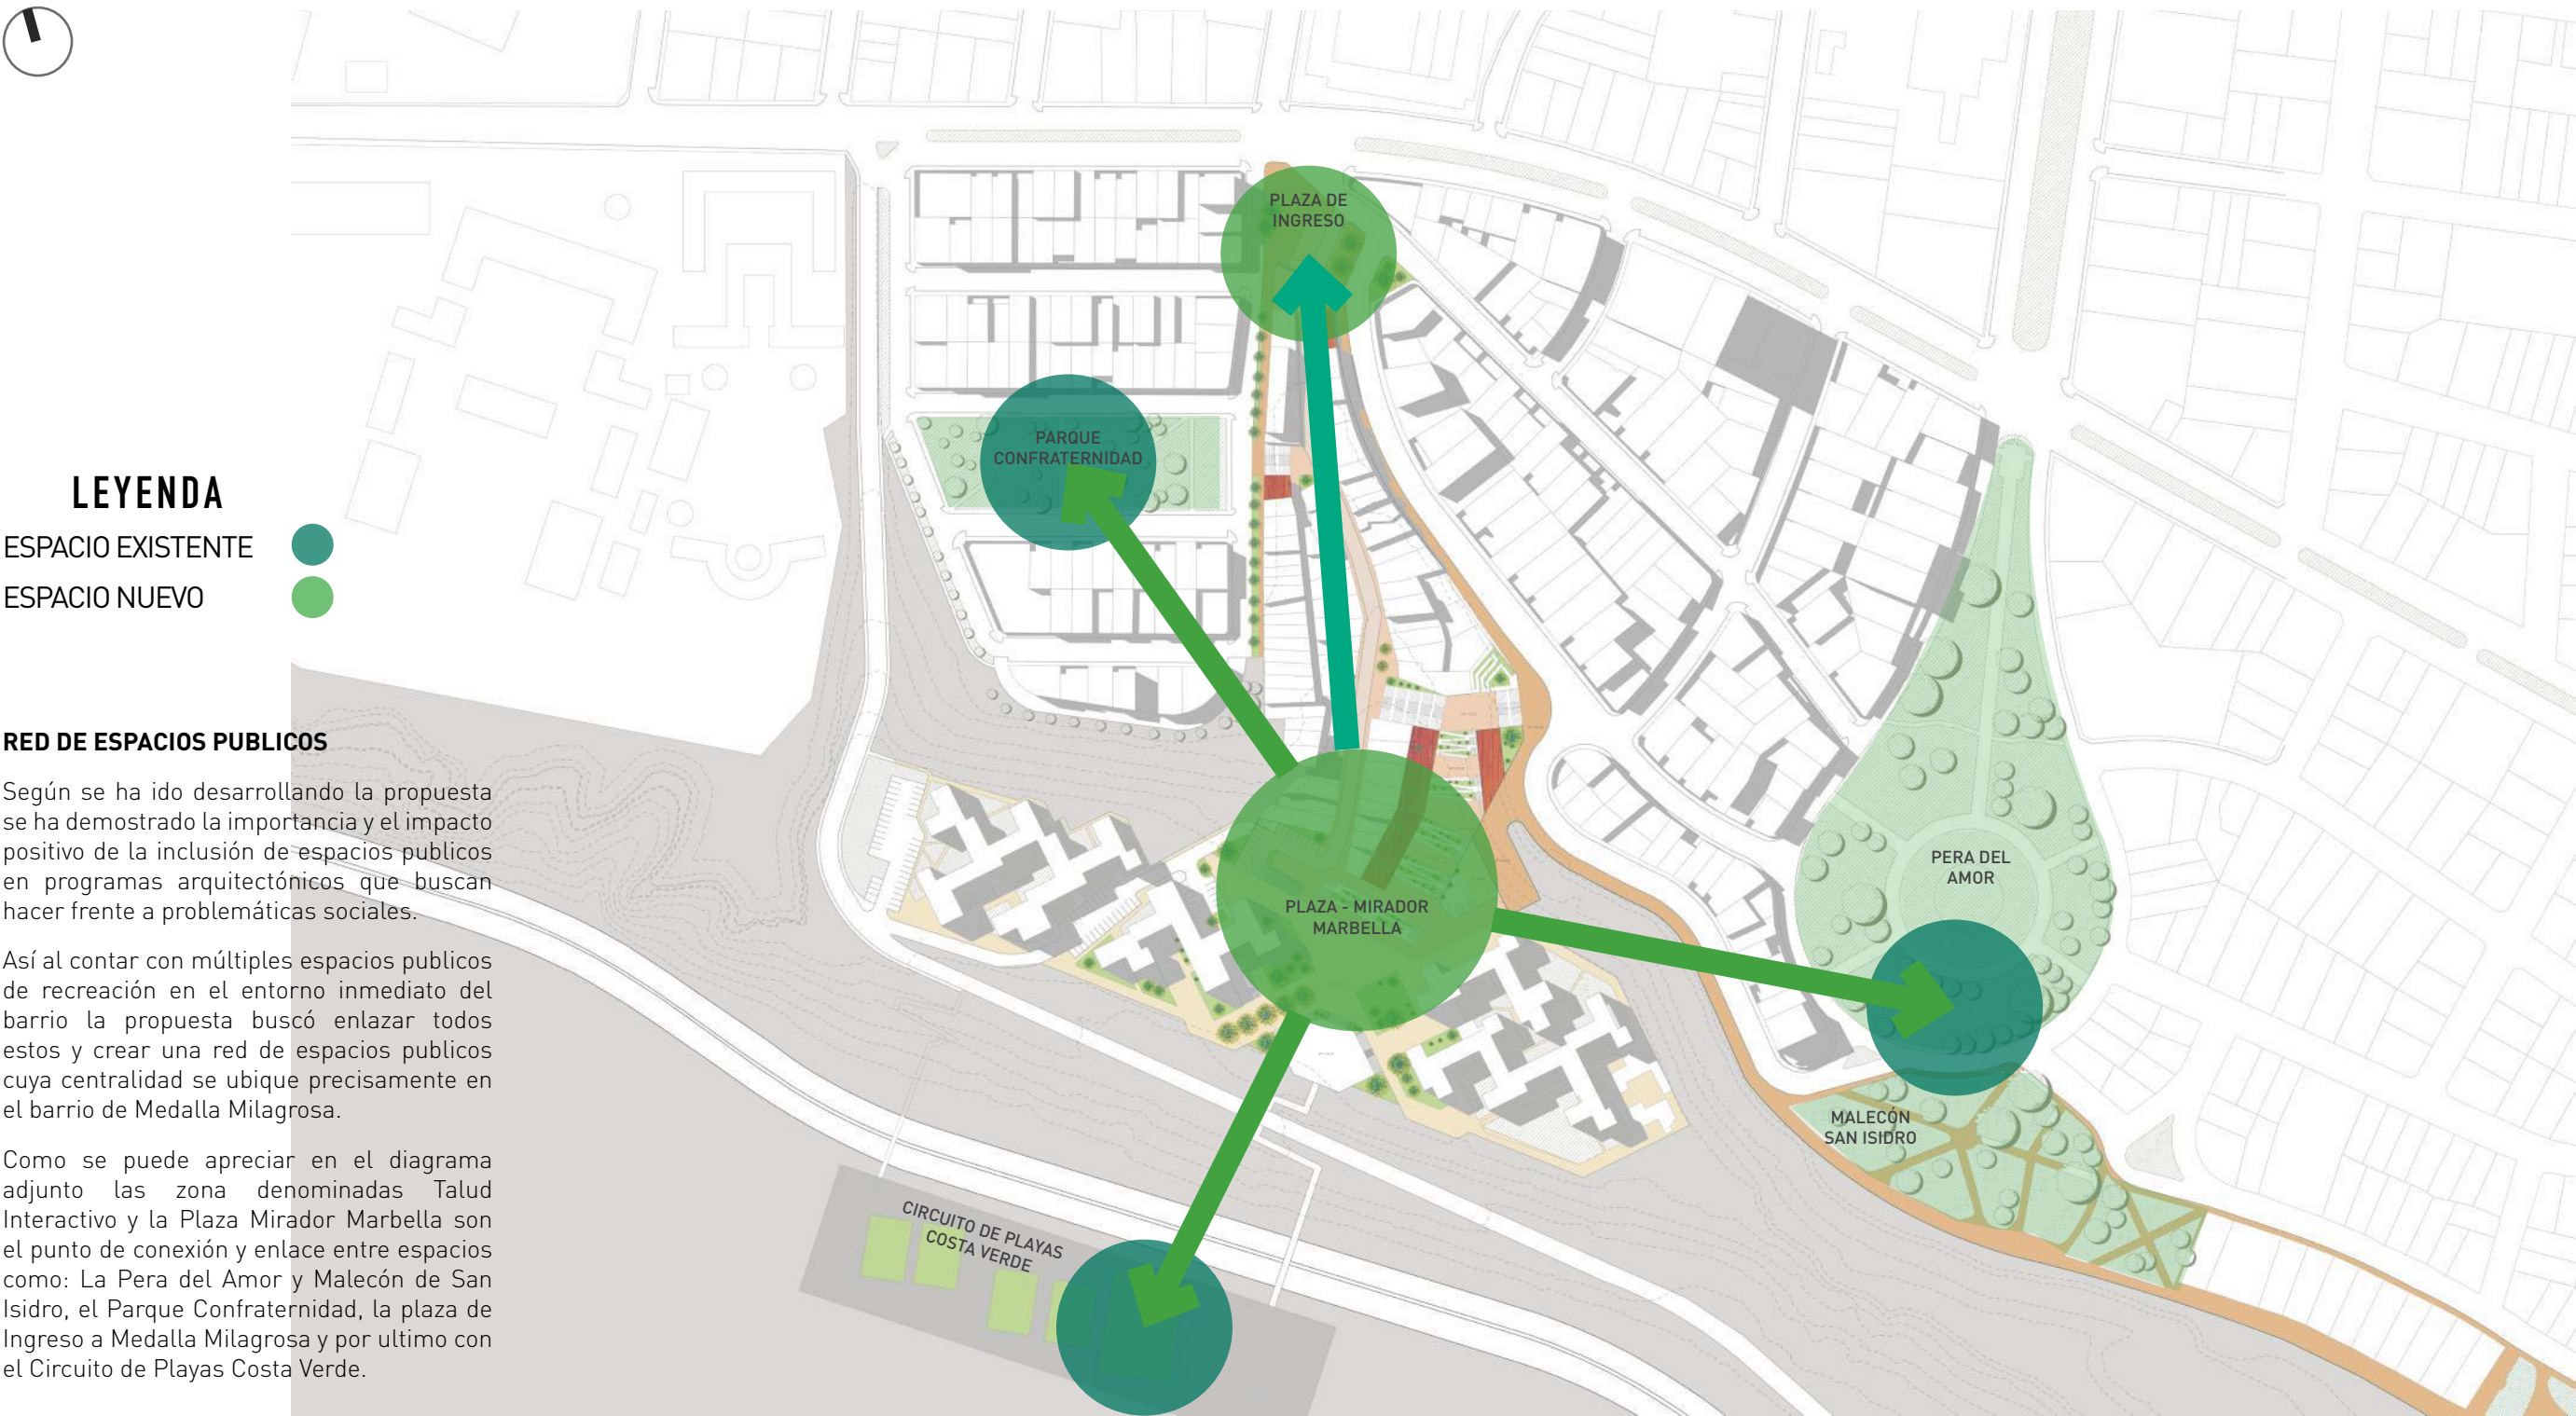 LEYENDA
ESPACIO EXISTENTE
ESPACIO NUEVO
RED DE ESPACIOS PUBLICOS
Según se ha ido desarrollando la propuesta
se ha demostrado la importancia y el impacto
positivo de la inclusión de espacios publicos
en programas arquitectónicos que buscan
hacer frente a problemáticas sociales.
Así al contar con múltiples espacios publicos
de recreación en el entorno inmediato del
barrio la propuesta buscó enlazar todos
estos y crear una red de espacios publicos
cuya centralidad se ubique precisamente en
el barrio de Medalla Milagrosa.
Como se puede apreciar en el diagrama
adjunto las zona denominadas Talud
Interactivo y la Plaza Mirador Marbella son
el punto de conexión y enlace entre espacios
como: La Pera del Amor y Malecón de San
Isidro, el Parque Confraternidad, la plaza de
Ingreso a Medalla Milagrosa y por ultimo con
el Circuito de Playas Costa Verde.
PLAZA DE
INGRESO
PARQUE
CONFRATERNIDAD
PERA DEL
AMOR
PLAZA - MIRADOR
MARBELLA
MALECÓN
SAN ISIDRO
CIRCUITO DE PLAYAS
COSTA VERDE